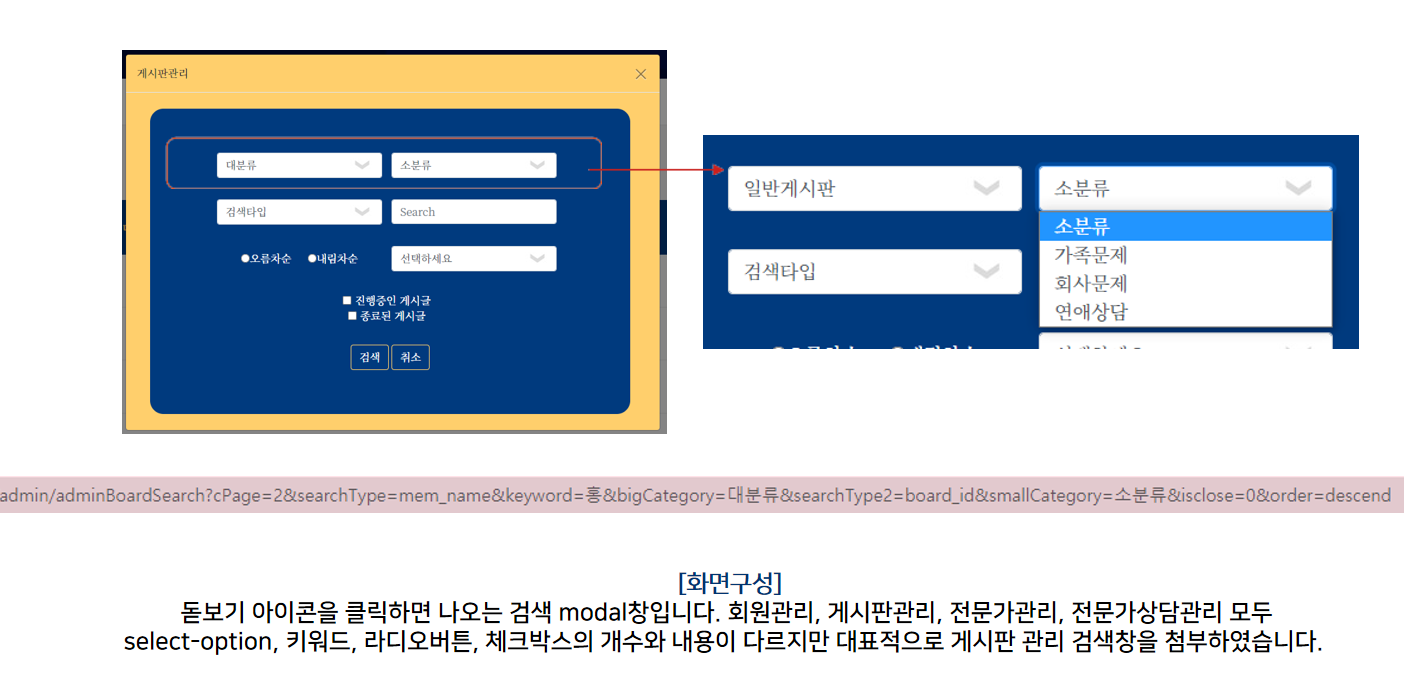 게시판관리
대분류 소분류
검색타입 Search
오름차순 내림차순 선택하세요
진행중인 게시글
종료된 게시글
검색 취소
일반게시판 소분류
소분류
가족문제
검색타입
회사문제
연애상담
admin/adminBoardSearch?cPage=2&searchType=mem_name&keyword=홍&bigCategory=대분류&searchType2=board_id&smallCategory=소분류&isclose=0&order=descend
[화면구성]
돋보기 아이콘을 클릭하면 나오는 검색 modal창입니다. 회원관리, 게시판관리, 전문가관리, 전문가상담관리 모두
select-option, 키워드, 라디오버튼, 체크박스의 개수와 내용이 다르지만 대표적으로 게시판 관리 검색창을 첨부하였습니다.